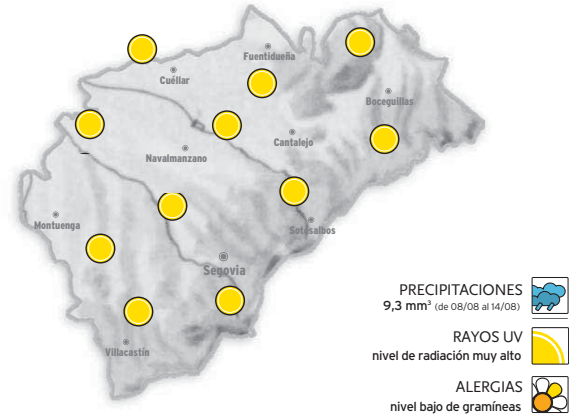 Fuentidueña
Cuéllar
Boceguillas
Cantalejo
Navalmanzano
Montuenga
Sotosalbos
Segovia
Villacastín
PRECIPITACIONES
9,3 mm³ (de 08/08 al 14/08)
RAYOS UV
nivel de radiación muy alto
ALERGIAS
nivel bajo de gramíneas